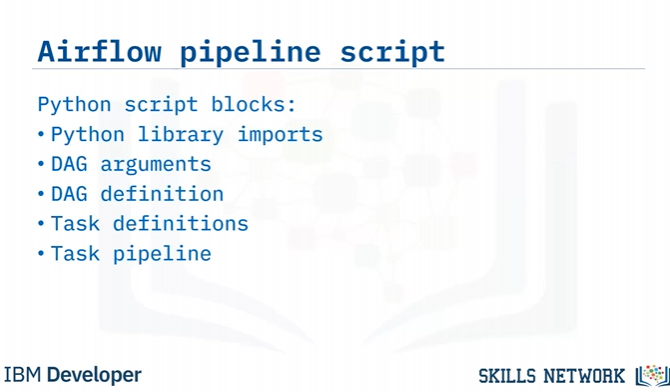 Airflow pipeline script
Python script blocks:
• Python library imports
• DAG arguments
• DAG definition
• Task definitions
• Task pipeline
IBM Developer
SKILLS NETWORK